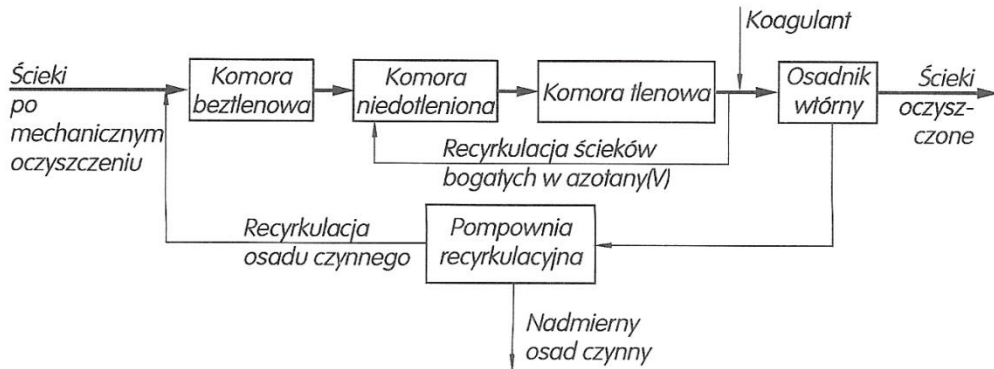 Koagulant
Ścieki
po
mechanicznym
oczyszczeniu
Komora
beztlenowa
Komora
niedotleniona
Komora tlenowa
Osadnik
wtórny
Ścieki
oczysz-
czone
Recyrkulacja ścieków
bogatych w azotany(V)
Recyrkulacja
osadu czynnego
Pompownia
recyrkulacyjna
Nadmierny
osad czynny